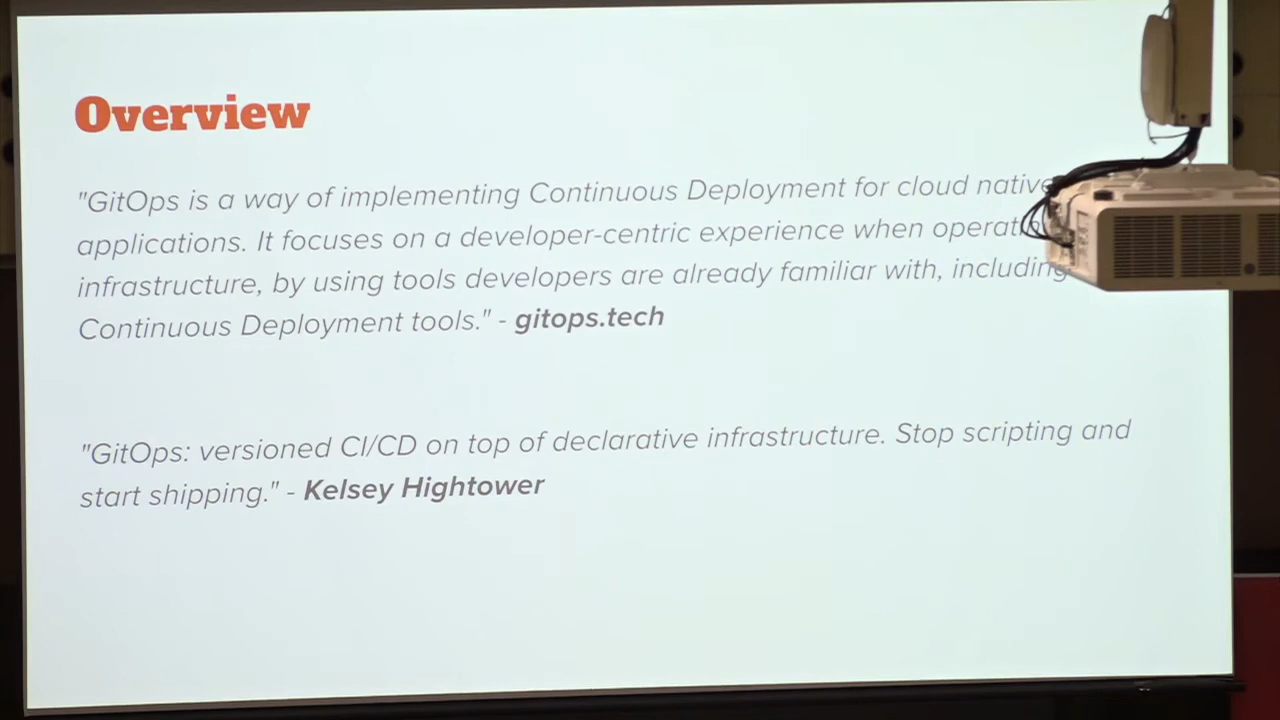 Overview
"GitOps is a way of implementing Continuous Deployment for cloud native
applications. It focuses on a developer-centric experience when
infrastructure, by using tools developers are already familiar with, including
Continuous Deployment tools." - gitops.tech
"GitOps: versioned CI/CD on top of declarative infrastructure. Stop scripting and
start shipping." - Kelsey Hightower